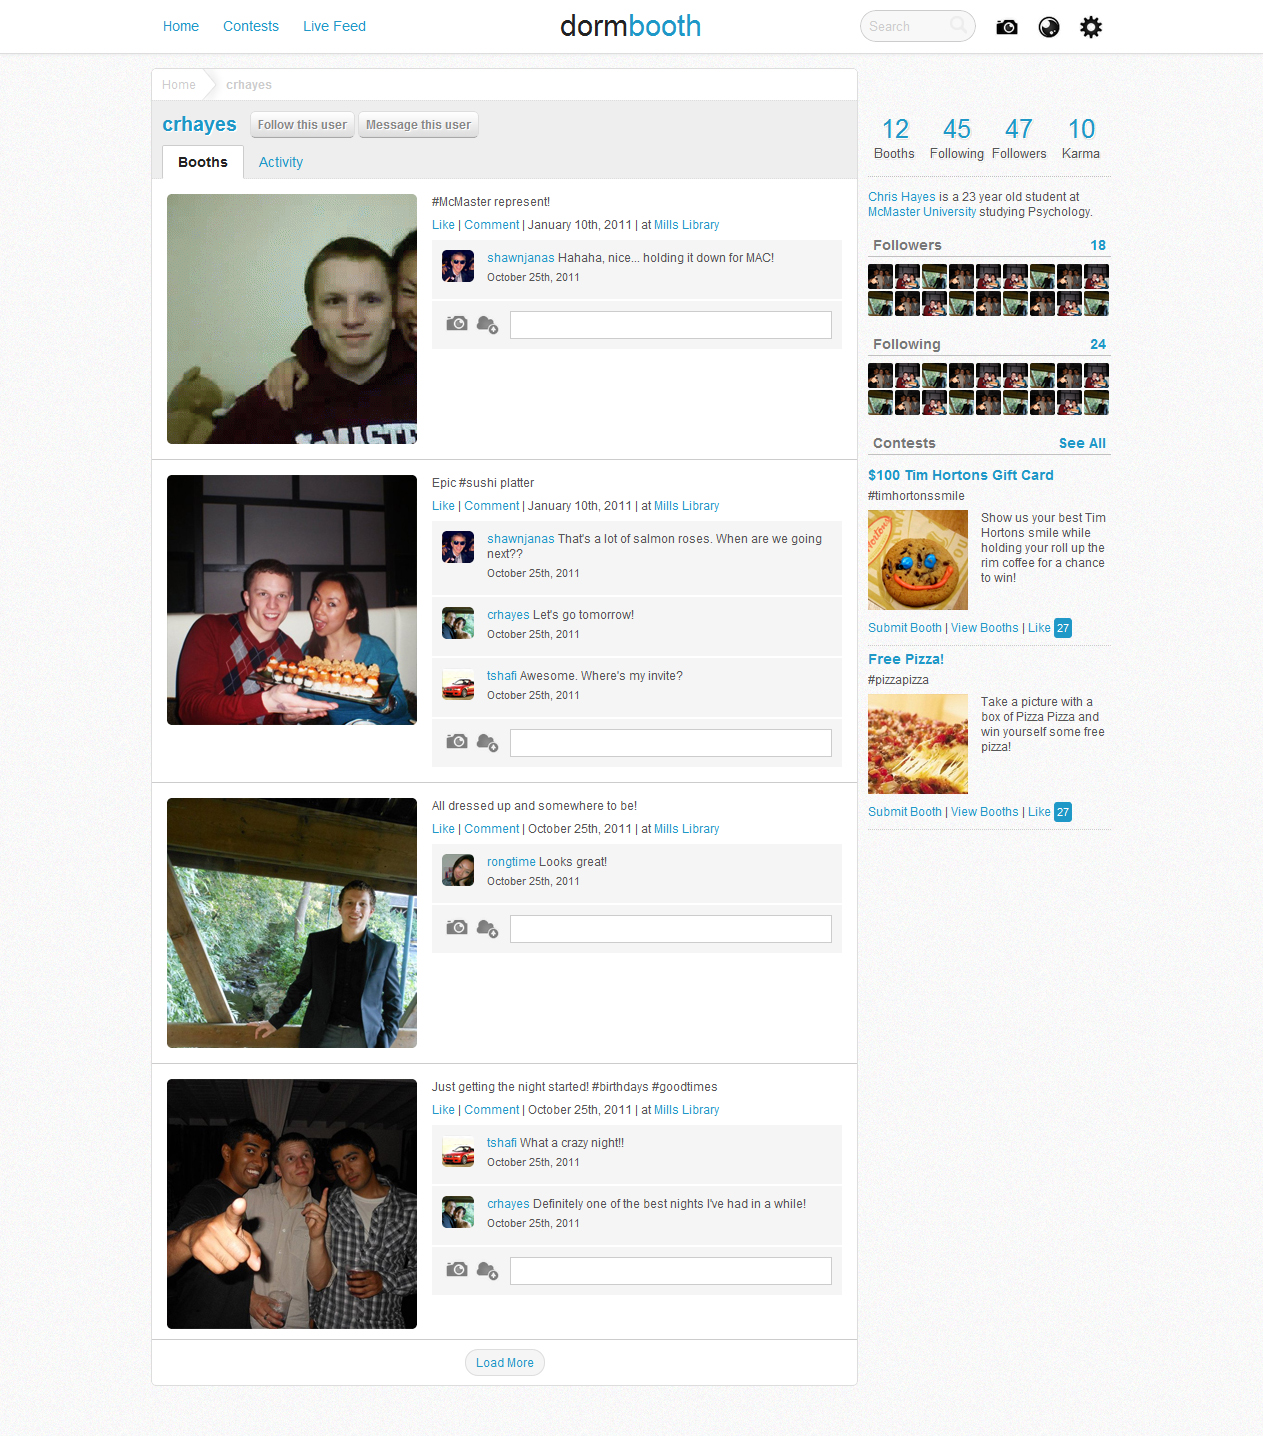 Home Contests Live Feed dormbooth Search
Home crhayes
crhayes Follow this user Message this user
Booths Activity
#McMaster represent!
Like | Comment | January 10th, 2011 | at Mills Library
shawnjanas Hahaha, nice... holding it down for MAC!
October 25th, 2011
Epic #sushi platter
Like | Comment | January 10th, 2011 | at Mills Library
shawnjanas That's a lot of salmon roses. When are we going
next??
October 25th, 2011
crhayes Let's go tomorrow!
October 25th, 2011
tshafi Awesome. Where's my invite?
October 25th, 2011
All dressed up and somewhere to be!
Like | Comment | October 25th, 2011 | at Mills Library
rongtime Looks great!
October 25th, 2011
Just getting the night started! #birthdays #goodtimes
Like | Comment | October 25th, 2011 | at Mills Library
tshafi What a crazy night!!
October 25th, 2011
crhayes Definitely one of the best nights I've had in a while!
October 25th, 2011
Load More
12 45 47 10
Booths Following Followers Karma
Chris Hayes is a 23 year old student at
McMaster University studying Psychology.
Followers 18
Following 24
Contests See All
$100 Tim Hortons Gift Card
#timhortonssmile
Show us your best Tim
Hortons smile while
holding your roll up the
rim coffee for a chance
to win!
Submit Booth | View Booths | Like 27
Free Pizza!
#pizzapizza
Take a picture with a
box of Pizza Pizza and
win yourself some free
pizza!
Submit Booth | View Booths | Like 27